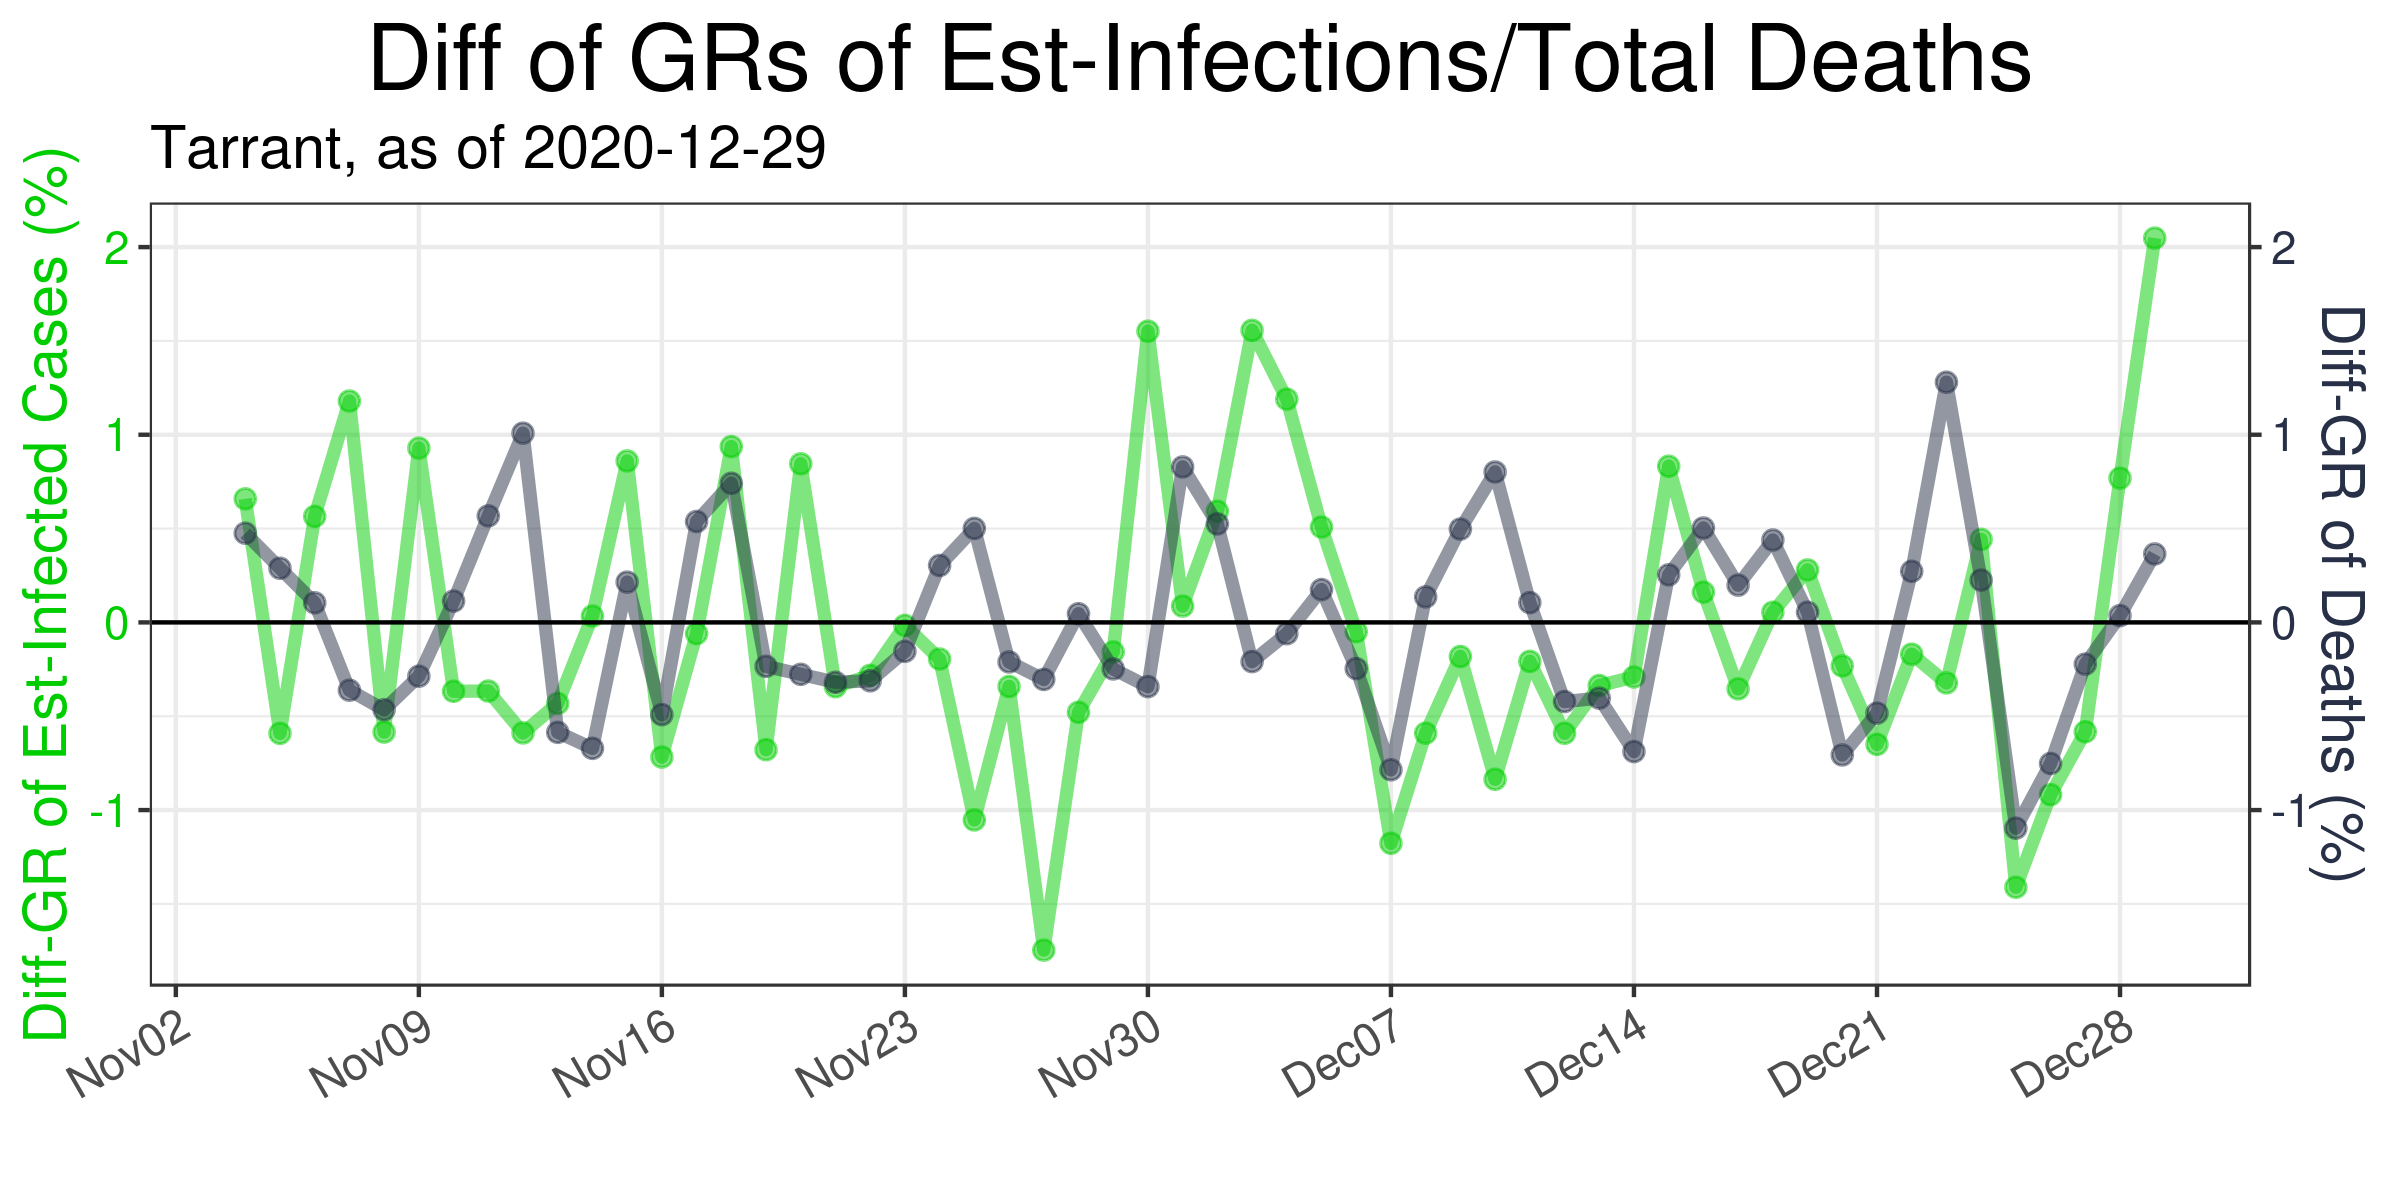 Diff of GRs of Est-Infections/Total Deaths
Tarrant, as of 2020-12-29
Diff-GR of Est-Infected Cases (%)
2
1
0
-1
2
1
0
-1
Diff-GR of Deaths (%)
Nov02
Nov09
Nov16
Nov23
Nov30
Dec07
Dec14
Dec21
Dec28